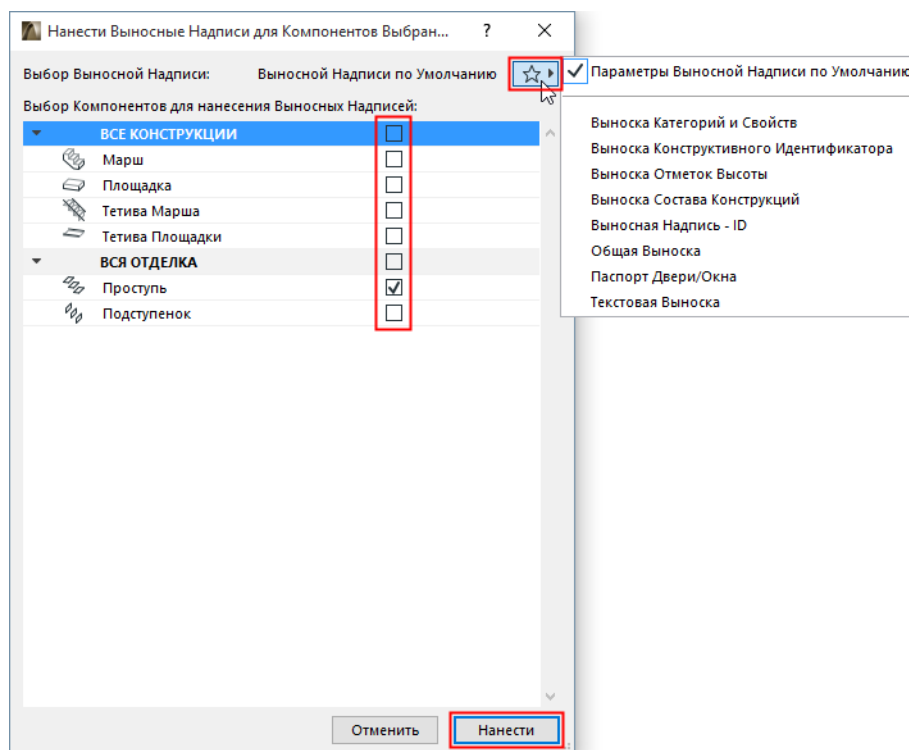 Нанести Выносные Надписи для Компонентов Выбран... ?
Выбор Выносной Надписи: Выносной Надписи по Умолчанию
Выбор Компонентов для нанесения Выносных Надписей:
ВСЕ КОНСТРУКЦИИ
Марш
Площадка
Тетива Марша
Тетива Площадки
ВСЯ ОТДЕЛКА
Проступь
Подступенок
Отменить Нанести
Параметры Выносной Надписи по Умолчанию
Выноска Категорий и Свойств
Выноска Конструктивного Идентификатора
Выноска Отметок Высоты
Выноска Состава Конструкций
Выносная Надпись - ID
Общая Выноска
Паспорт Двери/Окна
Текстовая Выноска